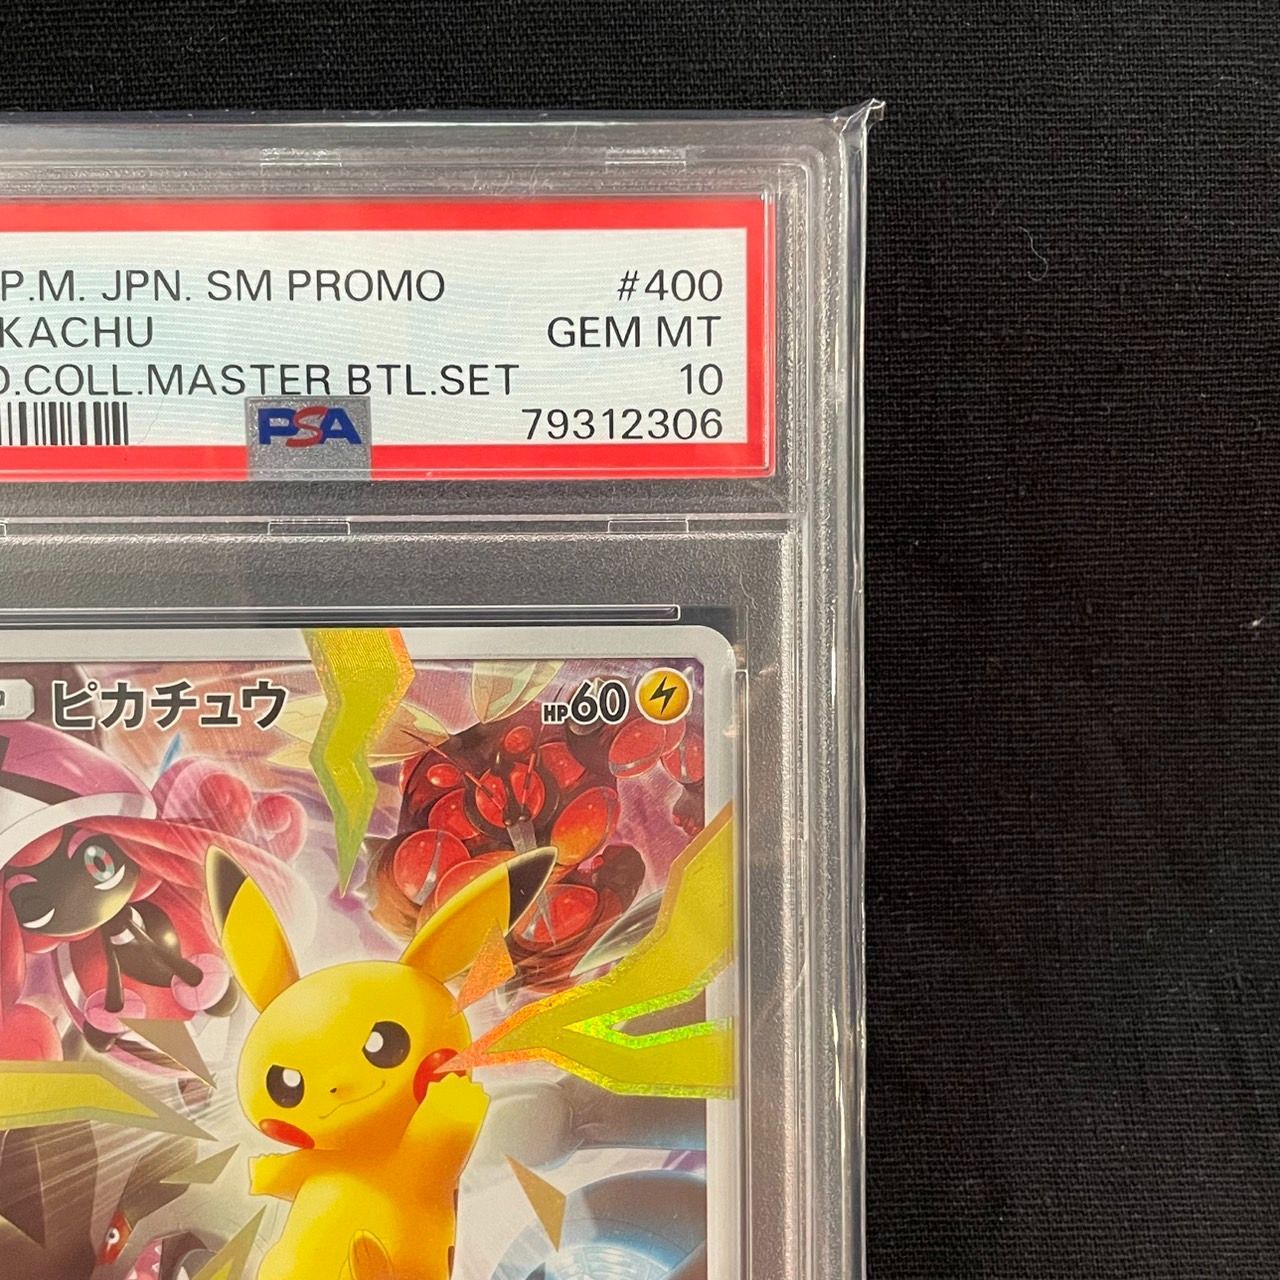 P.M. JPN. SM PROMO #400
KACHU GEM MT
.COLL.MASTER BTL.SET 10
PSA 79312306
ピカチュウ HP60